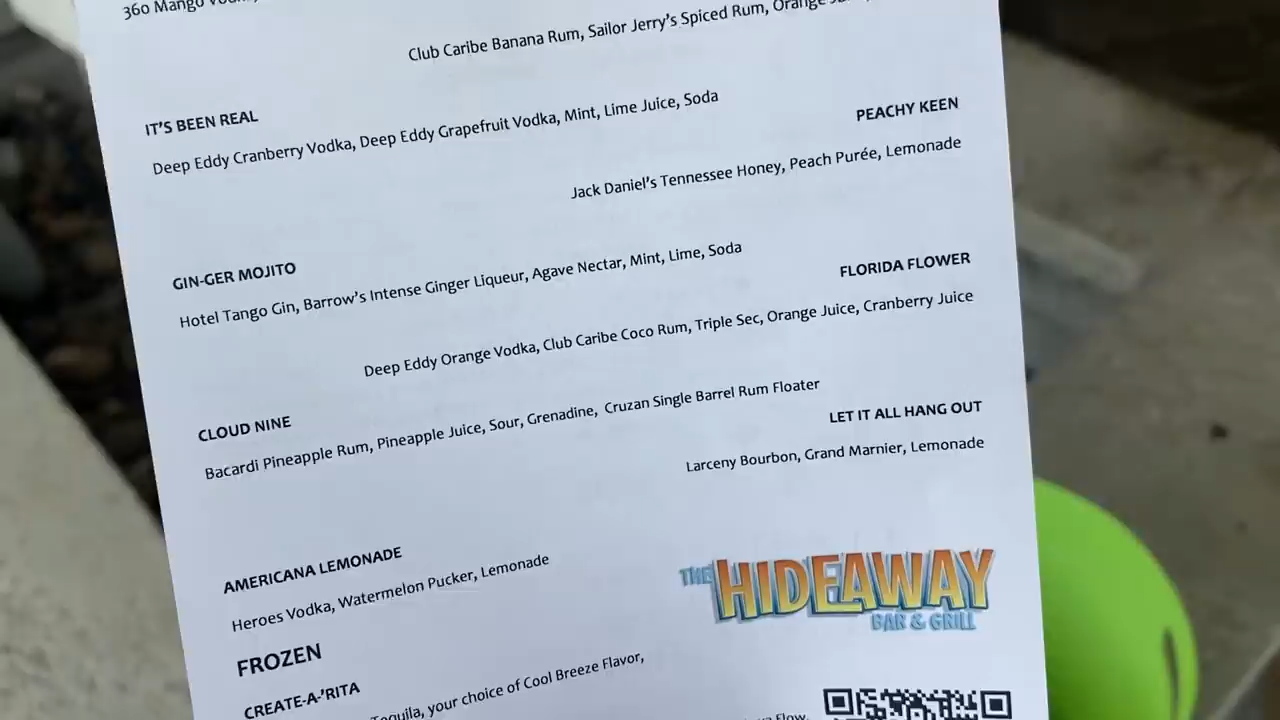 360 Mango
Club Caribe Banana Rum, Sailor Jerry's Spiced Rum, Orange
IT'S BEEN REAL
Deep Eddy Cranberry Vodka, Deep Eddy Grapefruit Vodka, Mint, Lime Juice, Soda
PEACHY KEEN
Jack Daniel's Tennessee Honey, Peach Purée, Lemonade
GIN-GER MOJITO
Hotel Tango Gin, Barrow's Intense Ginger Liqueur, Agave Nectar, Mint, Lime, Soda
FLORIDA FLOWER
Deep Eddy Orange Vodka, Club Caribe Coco Rum, Triple Sec, Orange Juice, Cranberry Juice
CLOUD NINE
Bacardi Pineapple Rum, Pineapple Juice, Sour, Grenadine, Cruzan Single Barrel Rum Floater
LET IT ALL HANG OUT
Larceny Bourbon, Grand Marnier, Lemonade
AMERICANA LEMONADE
Heroes Vodka, Watermelon Pucker, Lemonade
THE HIDEAWAY
BAR & GRILL
FROZEN
CREATE-A-'RITA
Tequila, your choice of Cool Breeze Flavor,
Flow.